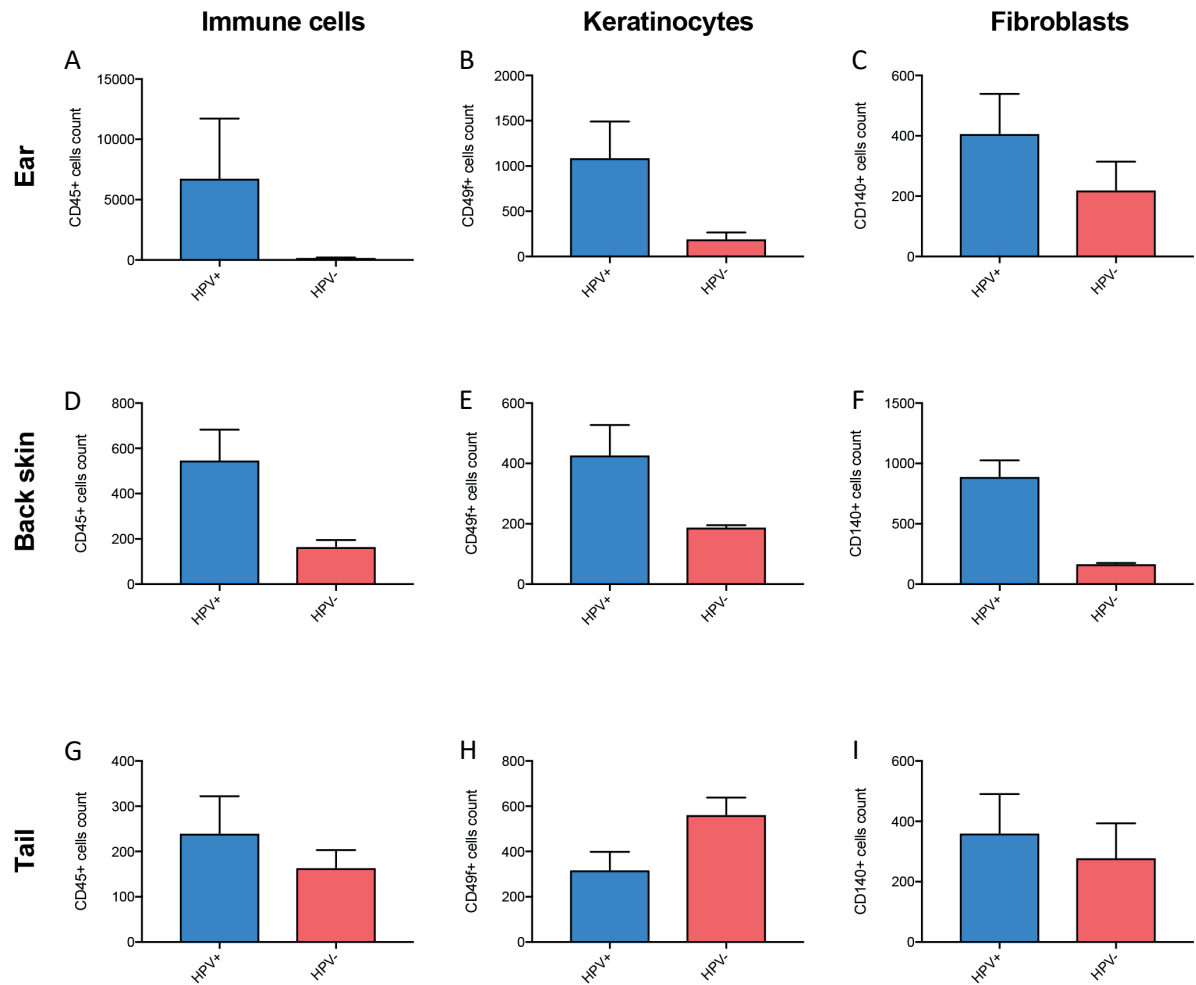 Immune cells Keratinocytes Fibroblasts
Ear
A
CD45+ cells count
15000
10000
5000
0
HPV+ HPV-
B
CD49f+ cells count
2000
1500
1000
500
0
HPV+ HPV-
C
CD140+ cells count
600
400
200
0
HPV+ HPV-
Back skin
D
CD45+ cells count
800
600
400
200
0
HPV+ HPV-
E
CD49f+ cells count
600
400
200
0
HPV+ HPV-
F
CD140+ cells count
1500
1000
500
0
HPV+ HPV-
Tail
G
CD45+ cells count
400
300
200
100
0
HPV+ HPV-
H
CD49f+ cells count
800
600
400
200
0
HPV+ HPV-
I
CD140+ cells count
600
400
200
0
HPV+ HPV-